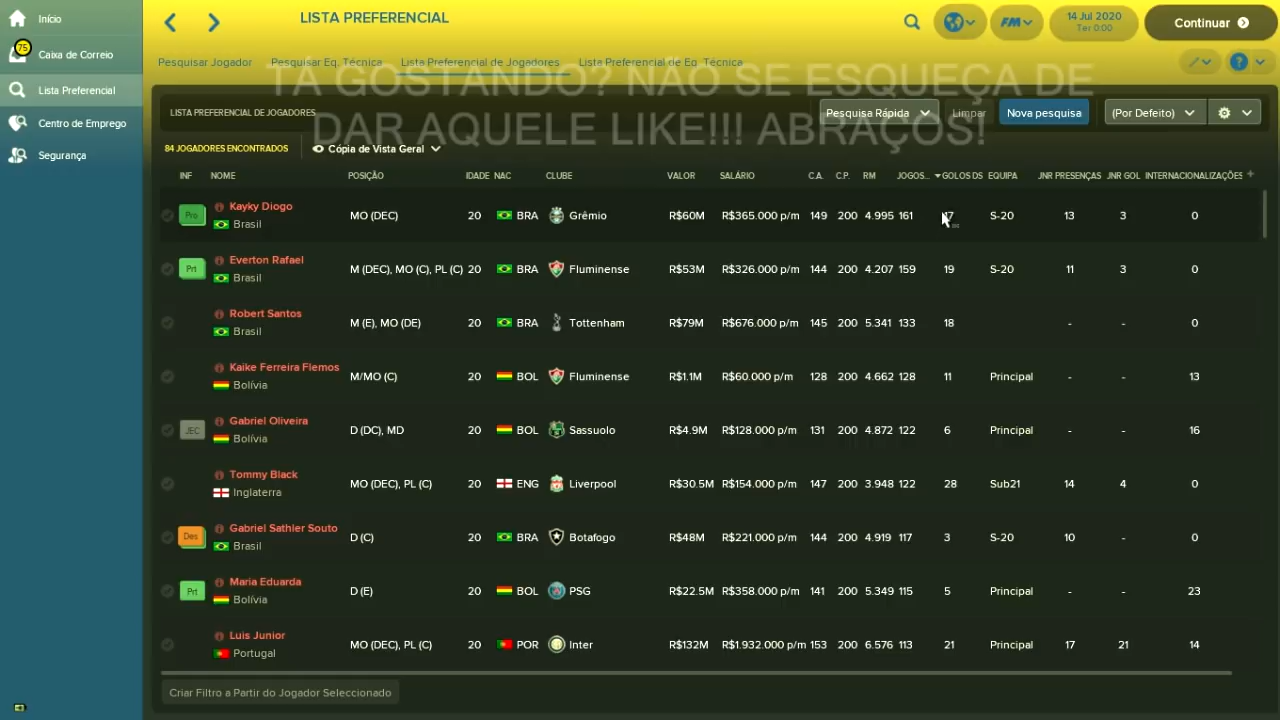 Início
LISTA PREFERENCIAL
FM
14 Jul 2020
Ter 0:00
Continuar
75
Caixa de Correio
Pesquisar Jogador
Pesquisar Eq. Técnica
Lista Preferencial de Jogadores
Lista Preferencial de Eq. Técnica
TÁ GOSTANDO? NÃO SE ESQUEÇA DE
DAR AQUELE LIKE!!! ABRAÇOS!
Lista Preferencial
Centro de Emprego
Segurança
LISTA PREFERENCIAL DE JOGADORES
Pesquisa Rápida
Limpar
Nova pesquisa
(Por Defeito)
84 JOGADORES ENCONTRADOS
Cópia de Vista Geral
INF NOME POSIÇÃO IDADE NAC CLUBE VALOR SALÁRIO C.A. C.P. RM JOGOS... GOLOS DS EQUIPA JNR PRESENÇAS JNR GOL INTERNACIONALIZAÇÕES +
Pro Kayky Diogo MO (DEC) 20 BRA Grêmio R$60M R$365.000 p/m 149 200 4.995 161 17 S-20 13 3 0
Brasil
Prt Everton Rafael M (DEC), MO (C), PL (C) 20 BRA Fluminense R$53M R$326.000 p/m 144 200 4.207 159 19 S-20 11 3 0
Brasil
Robert Santos M (E), MO (DE) 20 BRA Tottenham R$79M R$676.000 p/m 145 200 5.341 133 18 - - 0
Brasil
Kaike Ferreira Flemos M/MO (C) 20 BOL Fluminense R$1.1M R$60.000 p/m 128 200 4.662 128 11 Principal - - 13
Bolívia
JEC Gabriel Oliveira D (DC), MD 20 BOL Sassuolo R$4.9M R$128.000 p/m 131 200 4.872 122 6 Principal - - 16
Bolívia
Tommy Black MO (DEC), PL (C) 20 ENG Liverpool R$30.5M R$154.000 p/m 147 200 3.948 122 28 Sub21 14 4 0
Inglaterra
Des Gabriel Sathler Souto D (C) 20 BRA Botafogo R$48M R$221.000 p/m 144 200 4.919 117 3 S-20 10 - 0
Brasil
Prt Maria Eduarda D (E) 20 BOL PSG R$22.5M R$358.000 p/m 141 200 5.349 115 5 Principal - - 23
Bolívia
Luis Junior MO (DEC), PL (C) 20 POR Inter R$132M R$1.932.000 p/m 153 200 6.576 113 21 Principal 17 21 14
Portugal
Criar Filtro a Partir do Jogador Seleccionado